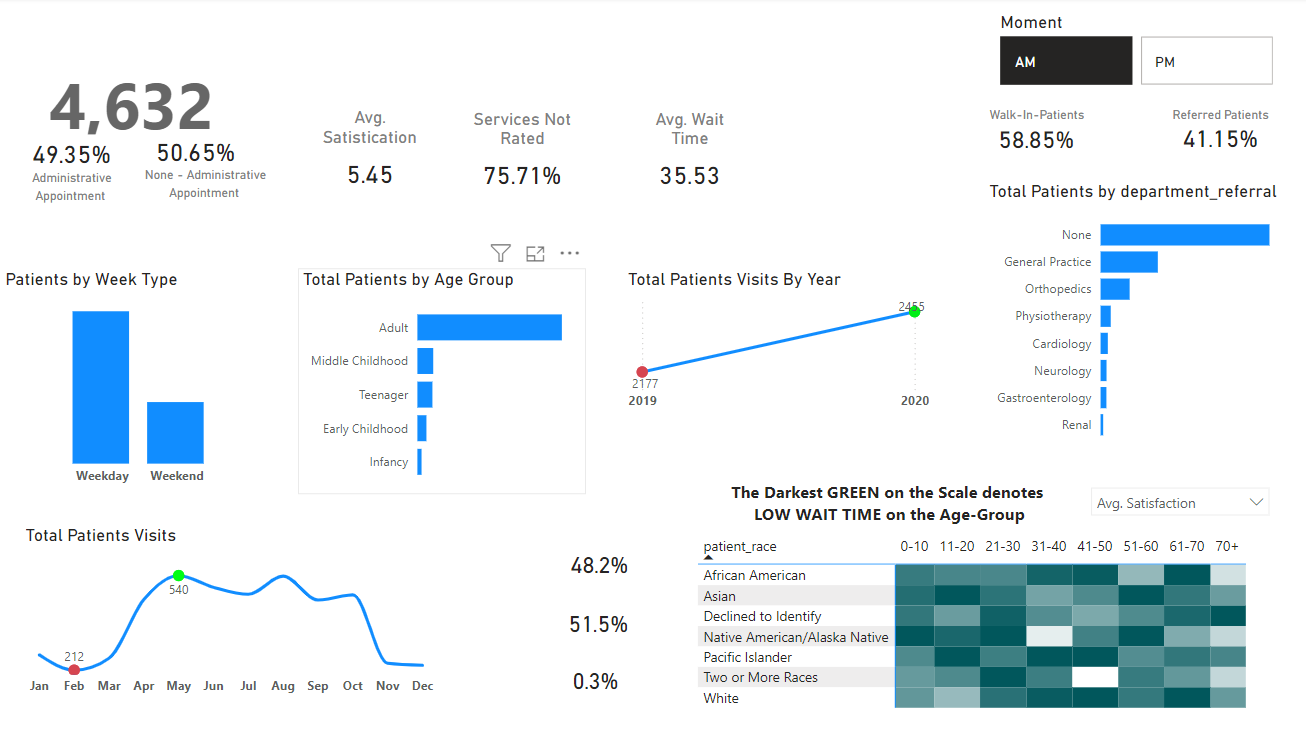 Moment
AM
PM
4,632
49.35%
Administrative
Appointment
50.65%
None - Administrative
Appointment
Avg.
Satistication
5.45
Services Not
Rated
75.71%
Avg. Wait
Time
35.53
Walk-In-Patients
58.85%
Referred Patients
41.15%
Total Patients by department_referral
None
General Practice
Orthopedics
Physiotherapy
Cardiology
Neurology
Gastroenterology
Renal
Patients by Week Type
Weekday
Weekend
Total Patients by Age Group
Adult
Middle Childhood
Teenager
Early Childhood
Infancy
Total Patients Visits By Year
2455
2177
2019
2020
Total Patients Visits
540
212
Jan Feb Mar Apr May Jun Jul Aug Sep Oct Nov Dec
48.2%
51.5%
0.3%
The Darkest GREEN on the Scale denotes
LOW WAIT TIME on the Age-Group
Avg. Satisfaction
patient_race 0-10 11-20 21-30 31-40 41-50 51-60 61-70 70+
African American
Asian
Declined to Identify
Native American/Alaska Native
Pacific Islander
Two or More Races
White